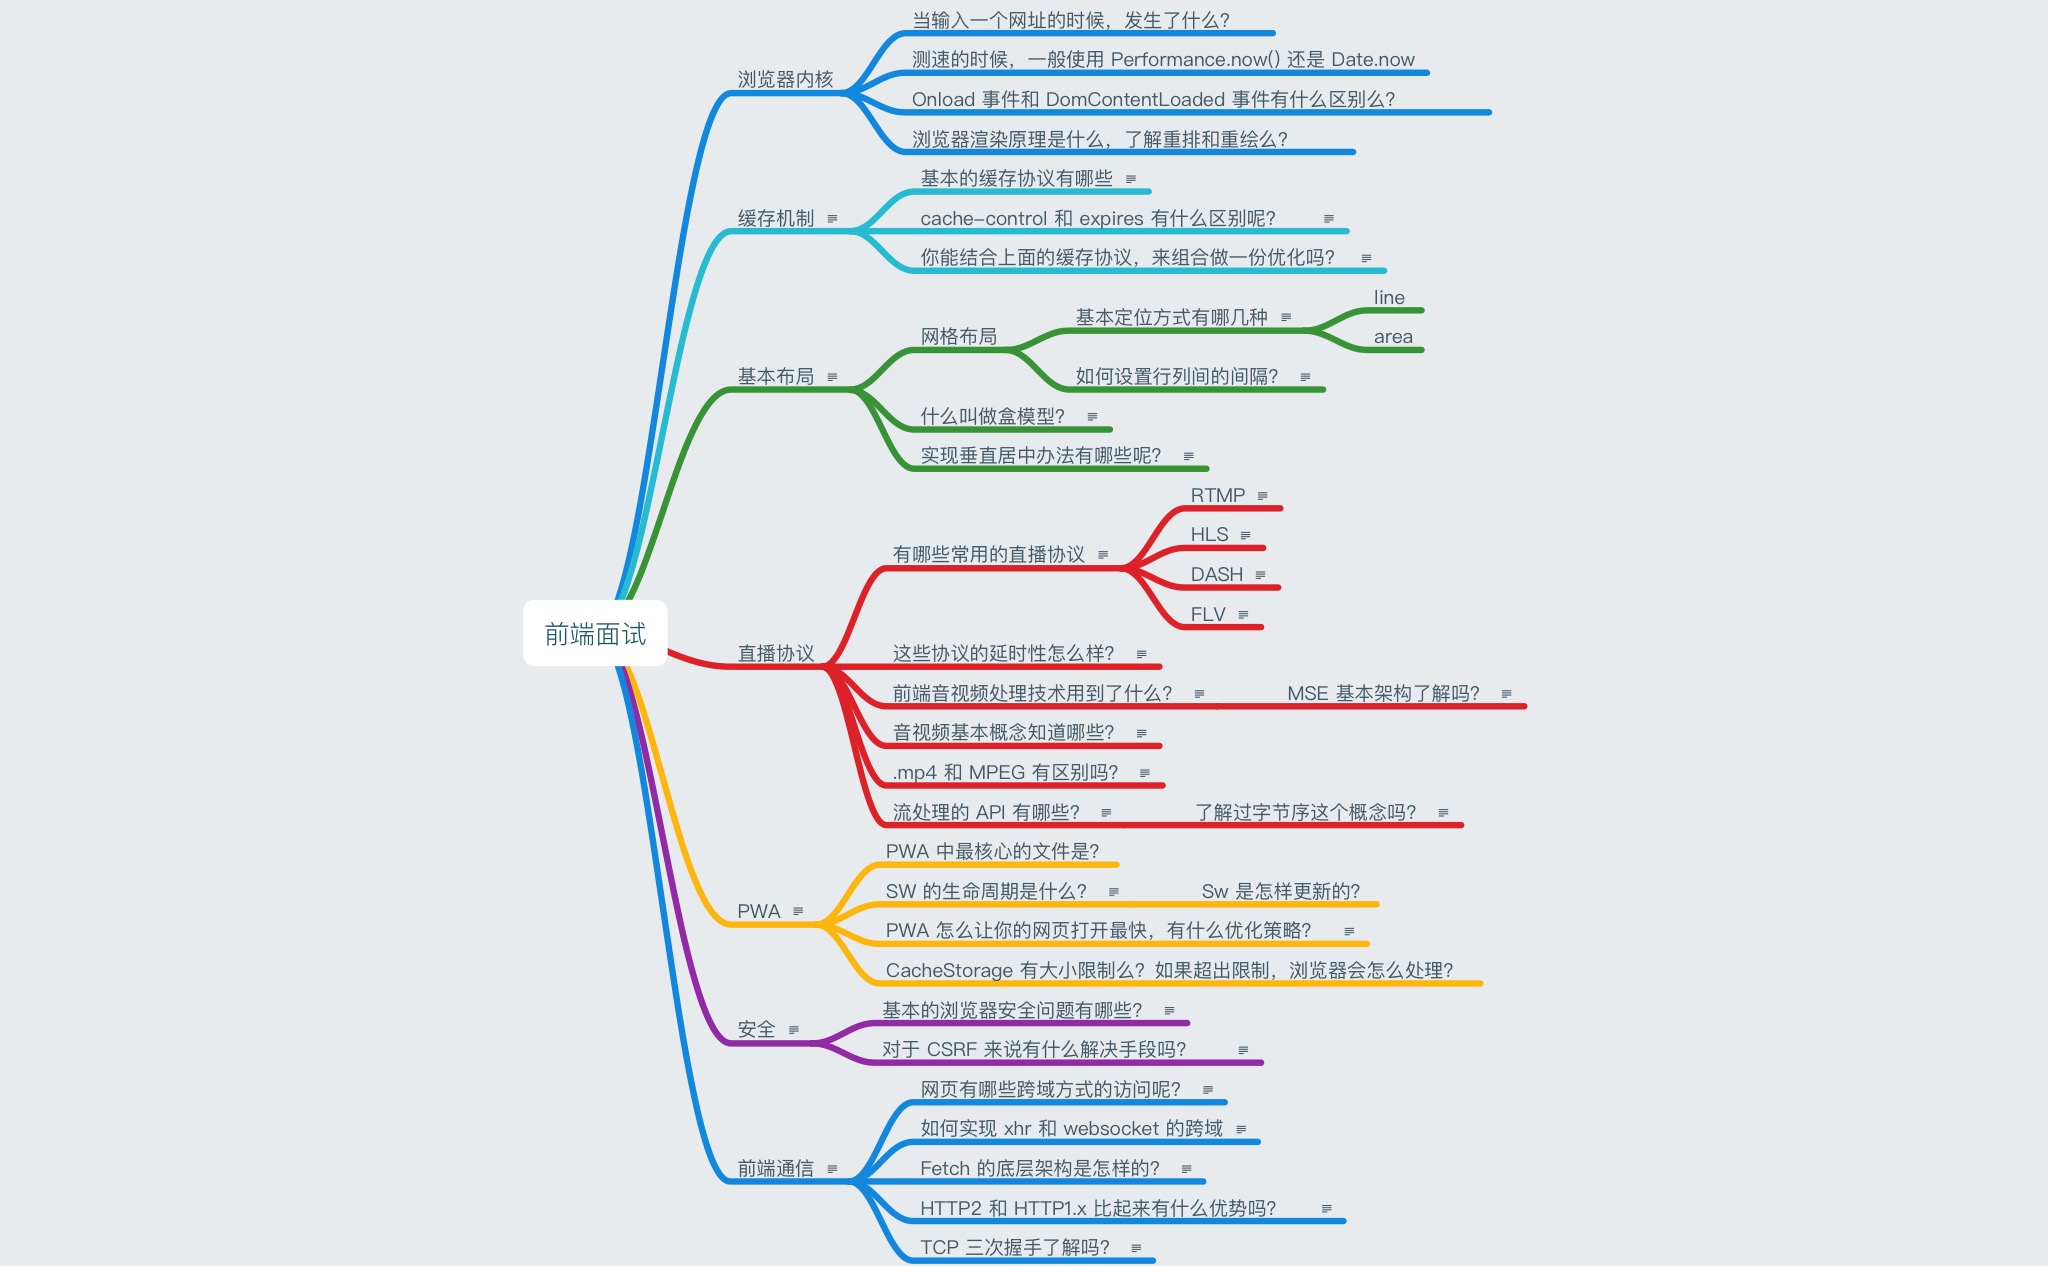 当输入一个网址的时候，发生了什么？
测速的时候，一般使用 Performance.now() 还是 Date.now
浏览器内核
Onload 事件和 DomContentLoaded 事件有什么区别么？
浏览器渲染原理是什么，了解重排和重绘么？
基本的缓存协议有哪些
缓存机制
cache-control 和 expires 有什么区别呢？
你能结合上面的缓存协议，来组合做一份优化吗？
line
基本定位方式有哪几种
网格布局
area
基本布局
如何设置行列间的间隔？
什么叫做盒模型？
实现垂直居中办法有哪些呢？
RTMP
HLS
有哪些常用的直播协议
DASH
FLV
前端面试
直播协议
这些协议的延时性怎么样？
前端音视频处理技术用到了什么？
MSE 基本架构了解吗？
音视频基本概念知道哪些？
.mp4 和 MPEG 有区别吗？
流处理的 API 有哪些？
了解过字节序这个概念吗？
PWA 中最核心的文件是？
SW 的生命周期是什么？
Sw 是怎样更新的？
PWA
PWA 怎么让你的网页打开最快，有什么优化策略？
CacheStorage 有大小限制么？如果超出限制，浏览器会怎么处理？
基本的浏览器安全问题有哪些？
安全
对于 CSRF 来说有什么解决手段吗？
网页有哪些跨域方式的访问呢？
如何实现 xhr 和 websocket 的跨域
前端通信
Fetch 的底层架构是怎样的？
HTTP2 和 HTTP1.x 比起来有什么优势吗？
TCP 三次握手了解吗？